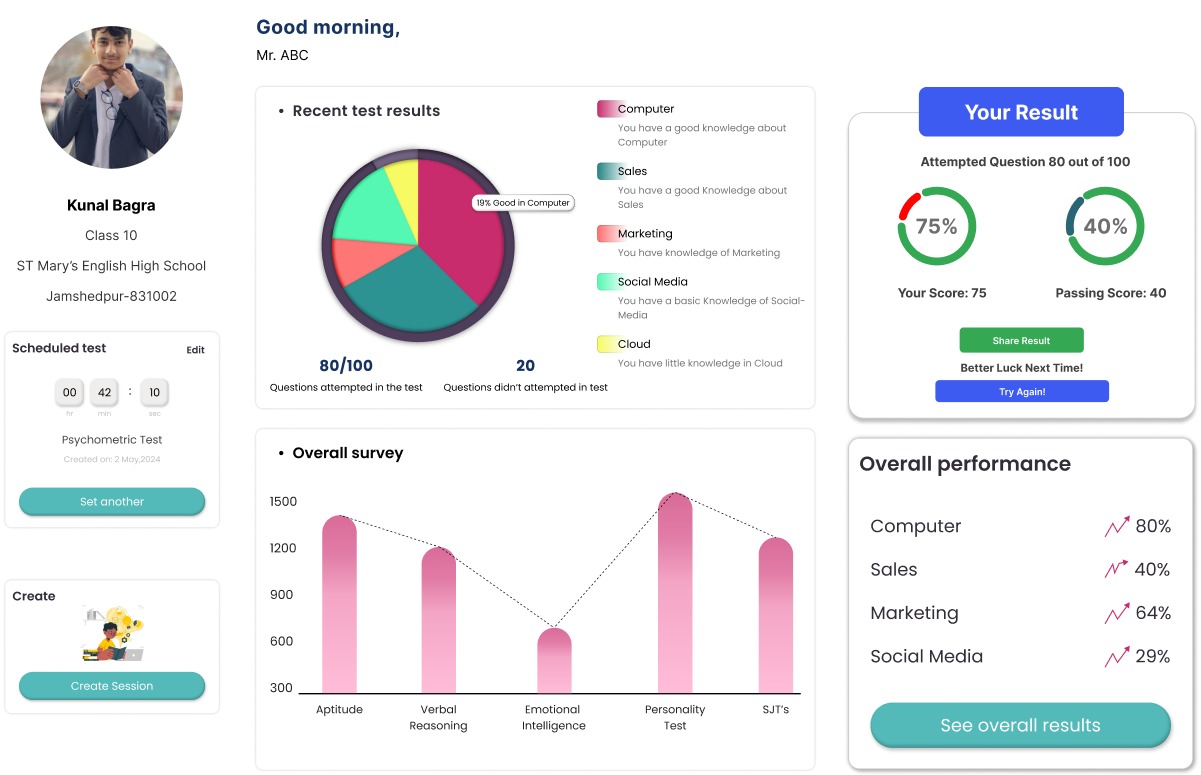 Good morning,
Mr. ABC
Kunal Bagra
Class 10
ST Mary's English High School
Jamshedpur-831002
Scheduled test
Edit
00
42
:
10
hr
min
sec
Psychometric Test
Created on: 2 May,2024
Set another
Create
Create Session
• Recent test results
19% Good in Computer
80/100
Questions attempted in the test
20
Questions didn't attempted in test
Computer
You have a good knowledge about
Computer
Sales
You have a good Knowledge about
Sales
Marketing
You have knowledge of Marketing
Social Media
You have a basic Knowledge of Social-
Media
Cloud
You have little knowledge in Cloud
• Overall survey
1500
1200
900
600
300
Aptitude
Verbal
Reasoning
Emotional
Intelligence
Personality
Test
SJT's
Your Result
Attempted Question 80 out of 100
75%
40%
Your Score: 75
Passing Score: 40
Share Result
Better Luck Next Time!
Try Again!
Overall performance
Computer 80%
Sales 40%
Marketing 64%
Social Media 29%
See overall results